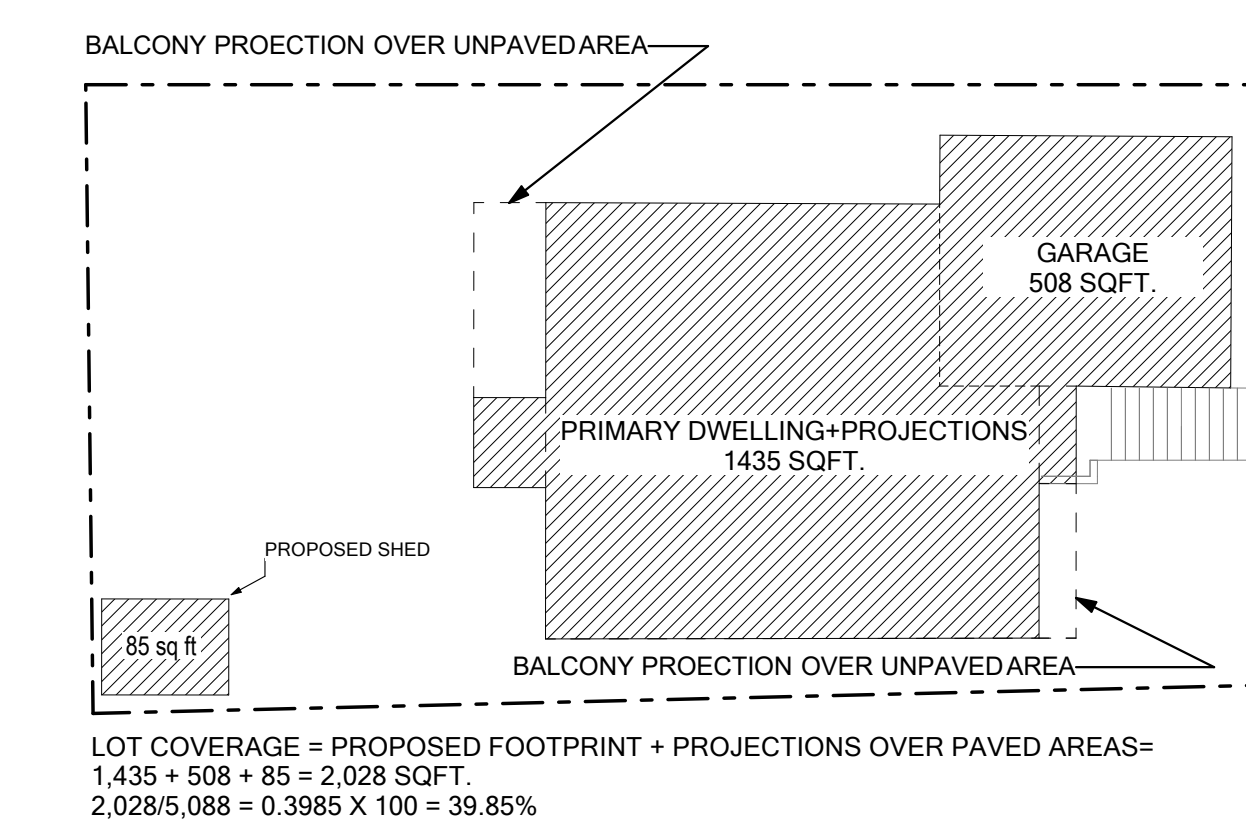 BALCONY PROECTION OVER UNPAVED AREA
GARAGE
508 SQFT.
PRIMARY DWELLING+PROJECTIONS
1435 SQFT.
PROPOSED SHED
85 sq ft
BALCONY PROECTION OVER UNPAVED AREA
LOT COVERAGE = PROPOSED FOOTPRINT + PROJECTIONS OVER PAVED AREAS=
1,435 + 508 + 85 = 2,028 SQFT.
2,028/5,088 = 0.3985 X 100 = 39.85%